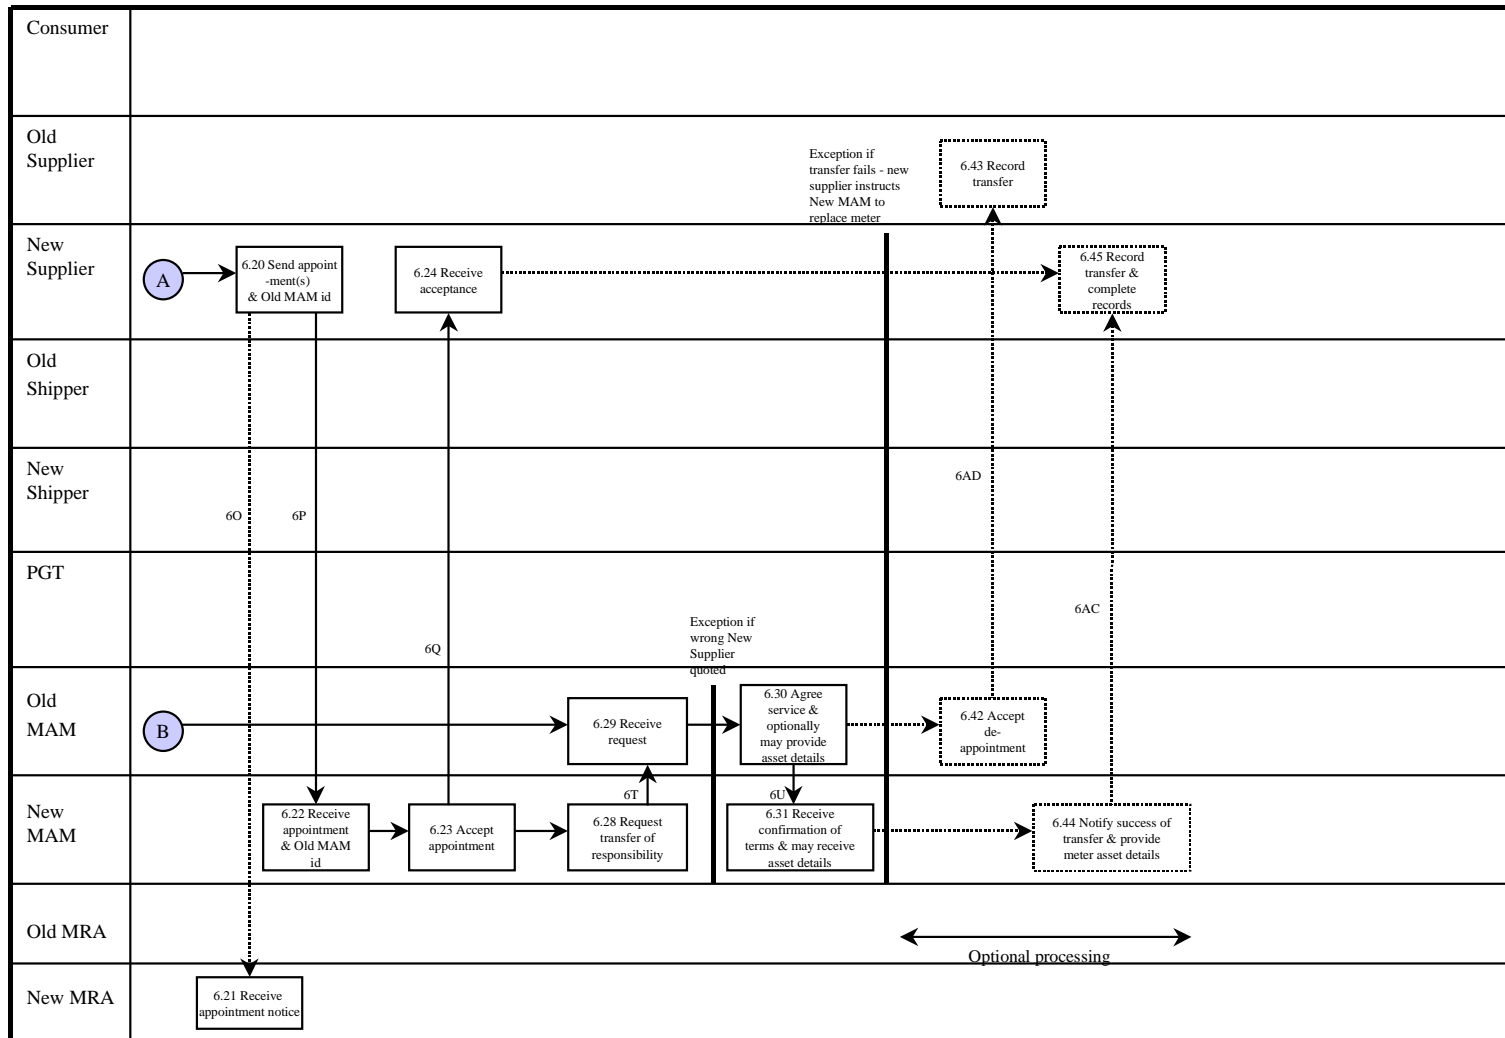 Consumer
Old
Supplier
Exception if
transfer fails - new
supplier instructs
New MAM to
replace meter
6.43 Record
transfer
New
Supplier
A
6.20 Send appoint
-ment(s)
& Old MAM id
6.24 Receive
acceptance
6.45 Record
transfer &
complete
records
Old
Shipper
New
Shipper
6O
6P
6AD
PGT
6Q
Exception if
wrong New
Supplier
quoted
6AC
Old
MAM
B
6.29 Receive
request
6.30 Agree
service &
optionally
may provide
asset details
6.42 Accept
de-
appointment
6T
6U
New
MAM
6.22 Receive
appointment
& Old MAM
id
6.23 Accept
appointment
6.28 Request
transfer of
responsibility
6.31 Receive
confirmation of
terms & may receive
asset details
6.44 Notify success of
transfer & provide
meter asset details
Old MRA
Optional processing
New MRA
6.21 Receive
appointment notice